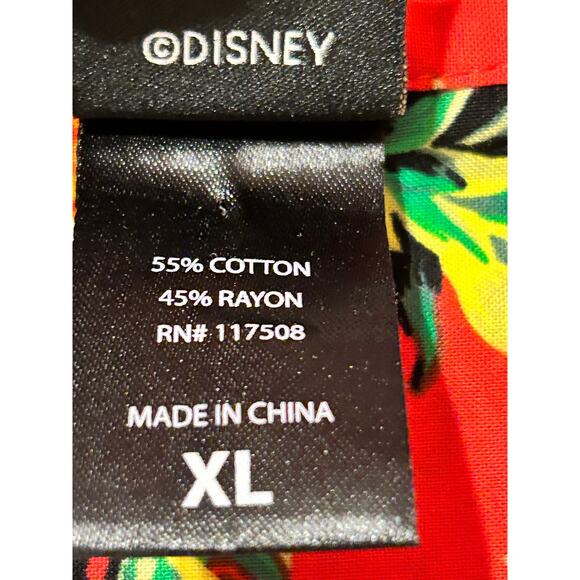 ©DISNEY
55% COTTON
45% RAYON
RN# 117508
MADE IN CHINA
XL